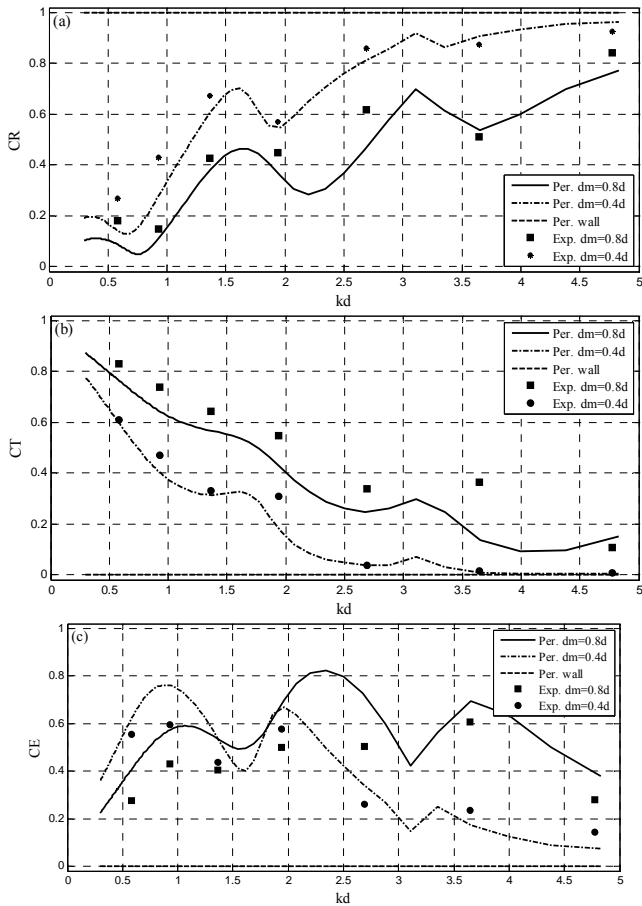 (a)
1
0.8
0.6
0.4
0.2
0
CR
0 0.5 1 1.5 2 2.5 3 3.5 4 4.5 5
kd
Per. dm=0.8d
Per. dm=0.4d
Per. wall
Exp. dm=0.8d
Exp. dm=0.4d
(b)
1
0.8
0.6
0.4
0.2
0
CT
0 0.5 1.0 1.5 2 2.5 3 3.5 4 4.5 5
kd
Per. dm=0.8d
Per. dm=0.4d
Per. wall
Exp. dm=0.8d
Exp. dm=0.4d
(c)
1
0.8
0.6
0.4
0.2
0
CE
0 0.5 1 1.5 2 2.5 3 3.5 4 4.5 5
kd
Per. dm=0.8d
Per. dm=0.4d
Per. wall
Exp. dm=0.8d
Exp. dm=0.4d